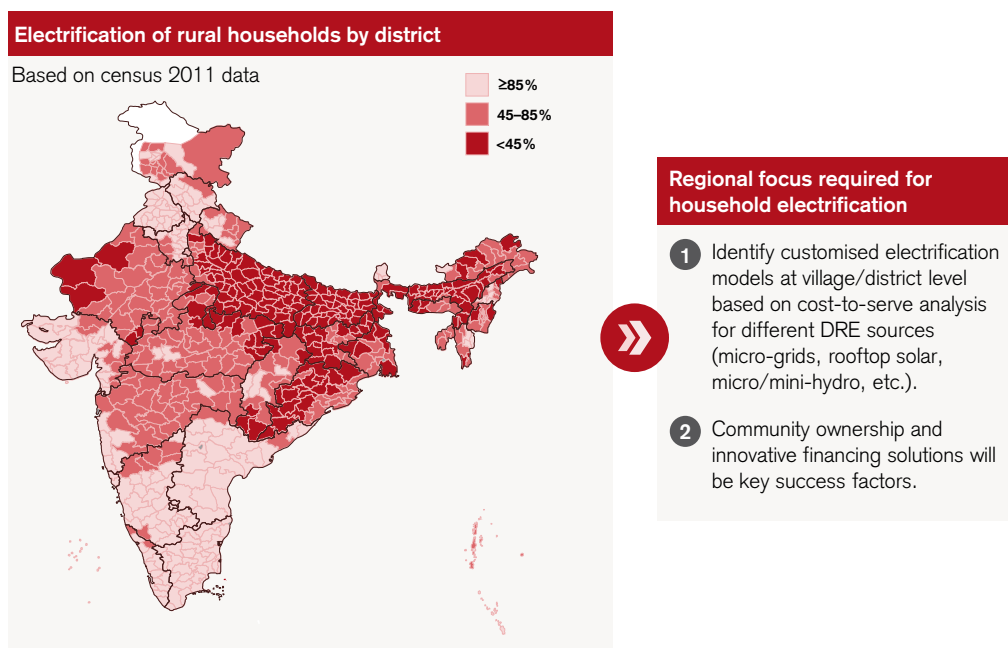 Electrification of rural households by district
Based on census 2011 data
≥85%
45–85%
<45%
Regional focus required for
household electrification
1 Identify customised electrification
models at village/district level
based on cost-to-serve analysis
for different DRE sources
(micro-grids, rooftop solar,
micro/mini-hydro, etc.).
2 Community ownership and
innovative financing solutions will
be key success factors.